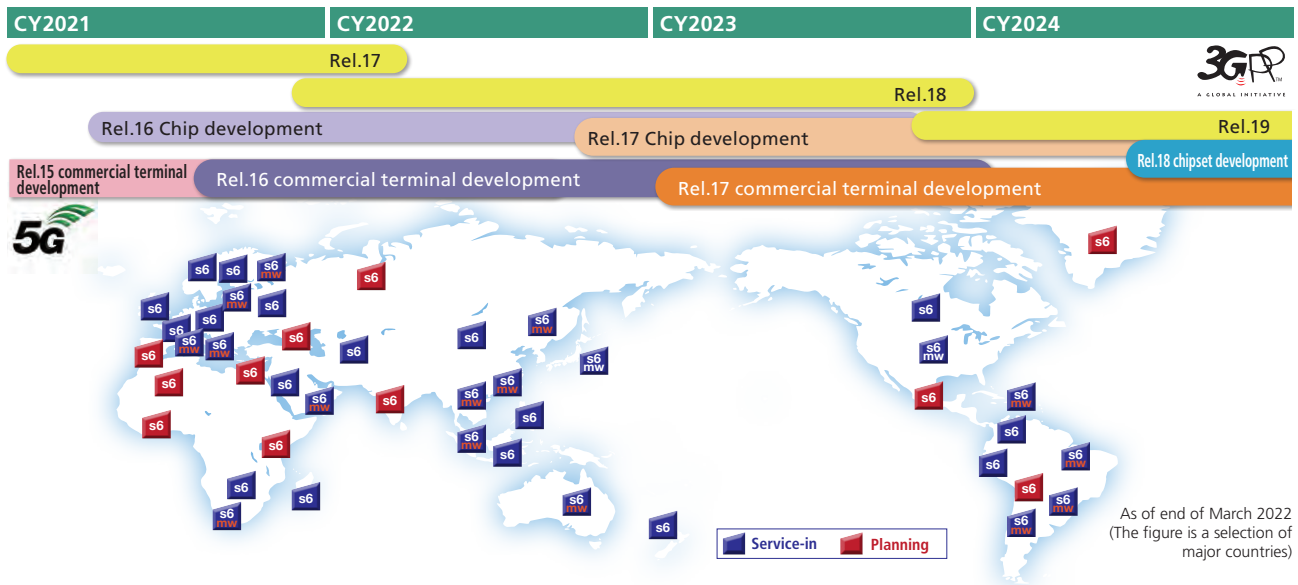 CY2021 CY2022 CY2023 CY2024
Rel.17
3GPP
TM
A GLOBAL INITIATIVE
Rel.18
Rel.16 Chip development
Rel.17 Chip development
Rel.19
Rel.15 commercial terminal
development
Rel.16 commercial terminal development
Rel.17 commercial terminal development
Rel.18 chipset development
5G
s6
s6
s6
s6
mw
s6
s6
s6
mw
s6
s6
s6
s6
s6
mw
s6
mw
s6
s6
s6
s6
s6
s6
s6
mw
s6
s6
s6
s6
s6
mw
s6
s6
mw
s6
mw
s6
s6
mw
s6
mw
s6
s6
mw
s6
s6
mw
s6
s6
s6
mw
s6
s6
mw
s6
s6
s6
mw
s6
s6
s6
mw
s6
mw
Service-in
Planning
As of end of March 2022
(The figure is a selection of
major countries)